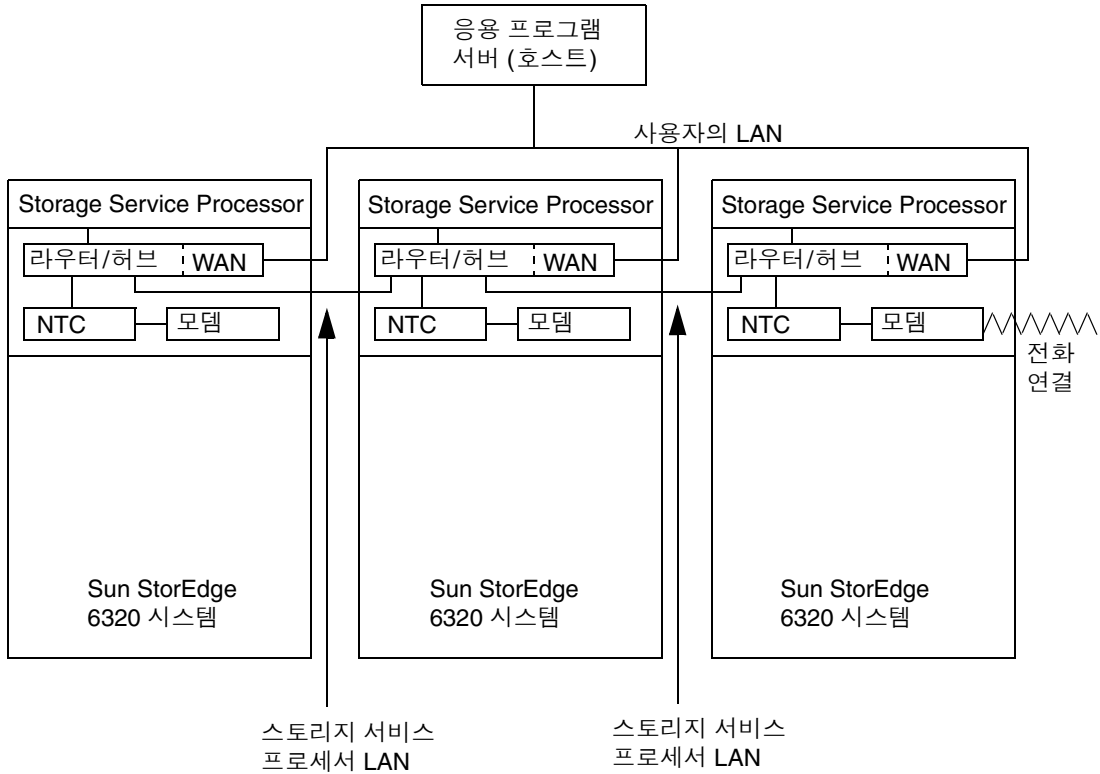 응용 프로그램
서버 (호스트)
사용자의 LAN
Storage Service Processor
라우터/허브 WAN
NTC
모뎀
Sun StorEdge
6320 시스템
Storage Service Processor
라우터/허브 WAN
NTC
모뎀
Sun StorEdge
6320 시스템
Storage Service Processor
라우터/허브 WAN
NTC
모뎀
전화
연결
Sun StorEdge
6320 시스템
스토리지 서비스
프로세서 LAN
스토리지 서비스
프로세서 LAN